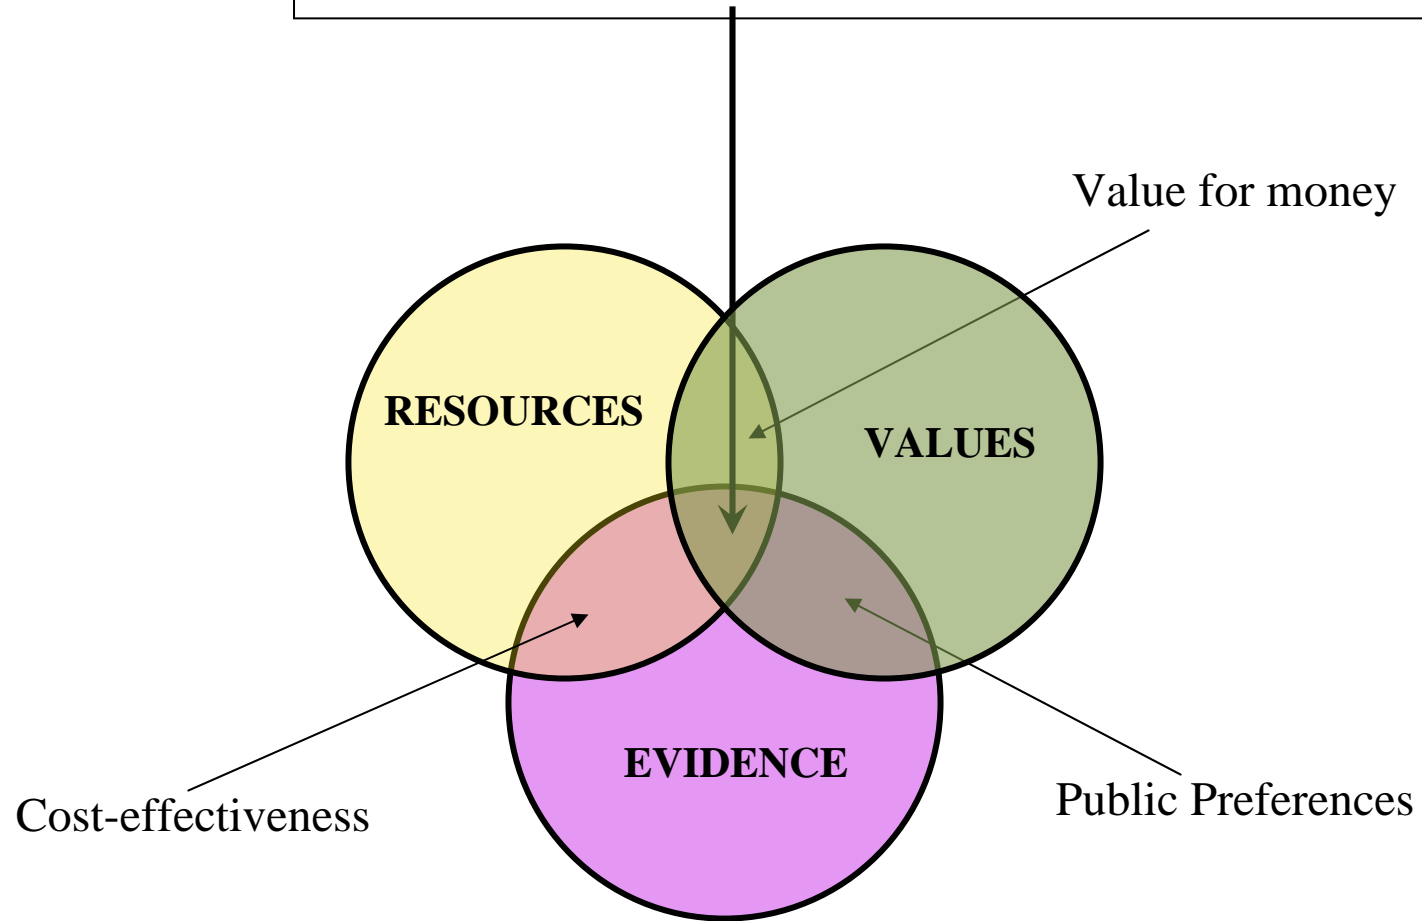 Value for money
RESOURCES
VALUES
EVIDENCE
Cost-effectiveness
Public Preferences